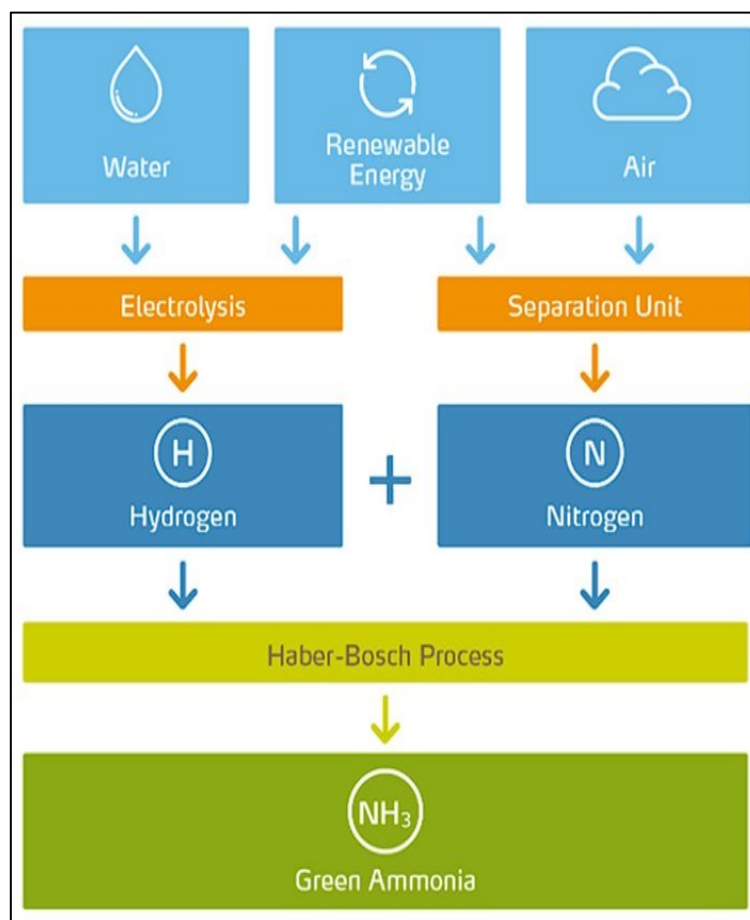 Water
Renewable
Energy
Air
Electrolysis
Separation Unit
H
Hydrogen
+
N
Nitrogen
Haber-Bosch Process
NH₃
Green Ammonia